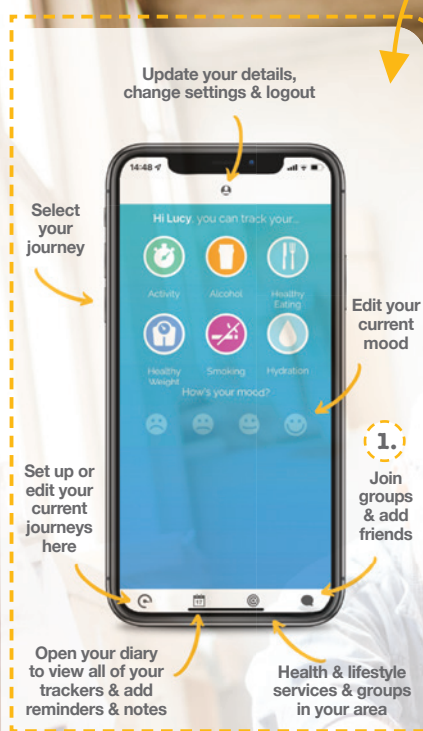 Update your details,
change settings & logout
14:48
Hi Lucy, you can track your...
Select
your
journey
Activity
Alcohol
Healthy
Eating
Edit your
current
mood
Healthy
Weight
Smoking
Hydration
How's your mood?
1.
Join
groups
& add
friends
Set up or
edit your
current
journeys
here
Open your diary
to view all of your
trackers & add
reminders & notes
Health & lifestyle
services & groups
in your area